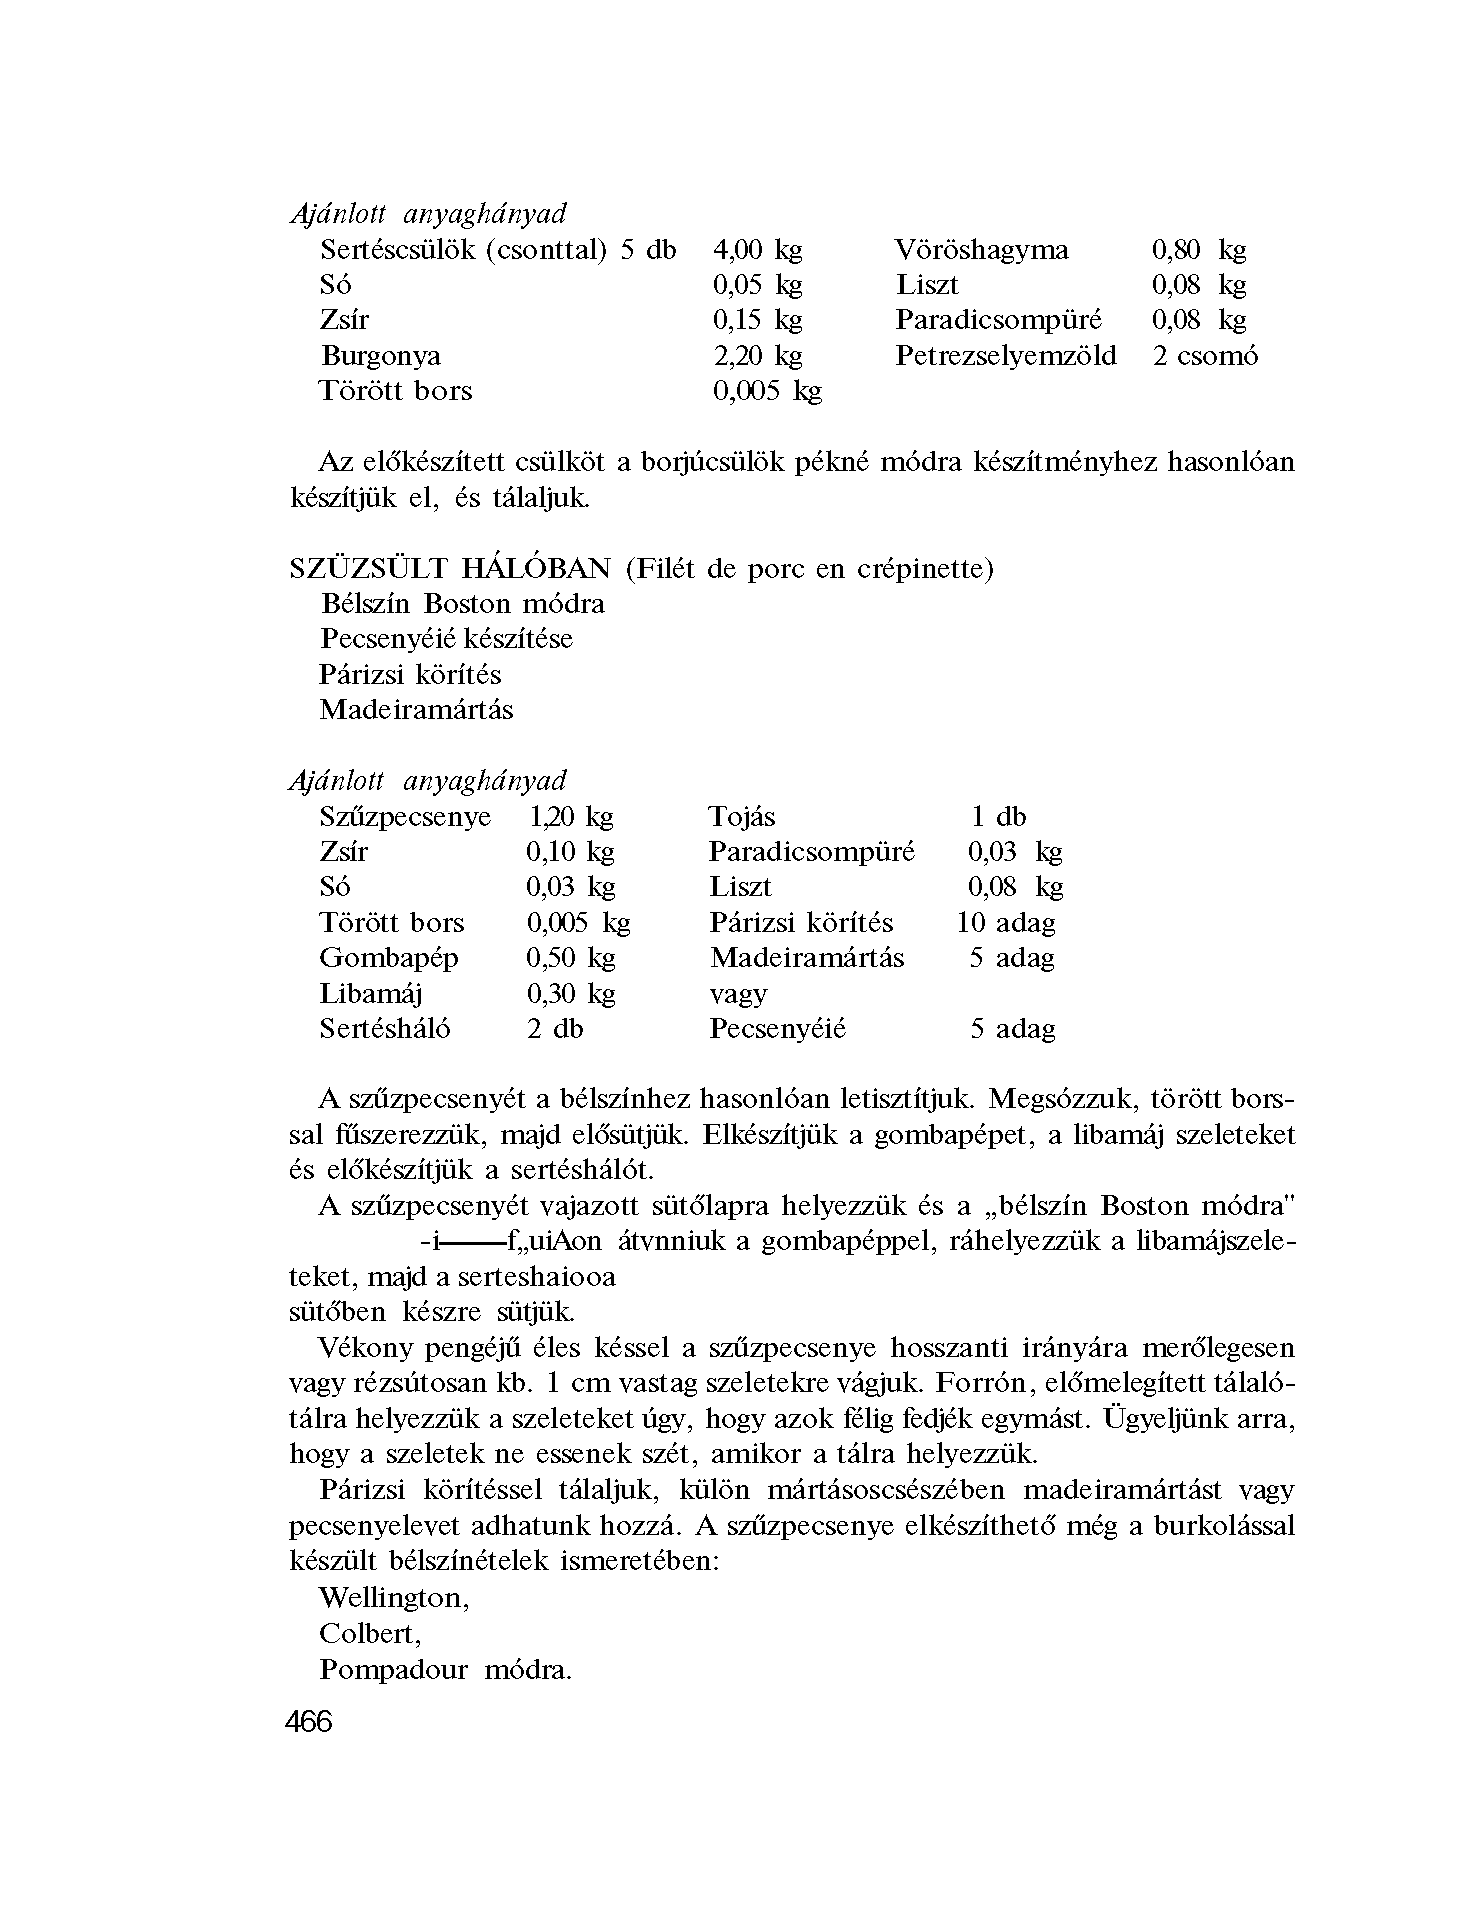 Ajánlott anyaghányad
Sertéscsülök (csonttal) 5 db 4,00 kg Vöröshagyma 0,80 kg
Só 0,05 kg Liszt 0,08 kg
Zsír 0,15 kg Paradicsompüré 0,08 kg
Burgonya 2,20 kg Petrezselyemzöld 2 csomó
Törött bors 0,005 kg
Az előkészített csülköt a borjúcsülök pékné módra készítményhez hasonlóan
készítjük el, és tálaljuk.
SZÜZSÜLT HÁLÓBAN (Filét de porc en crépinette)
Bélszín Boston módra
Pecsenyéié készítése
Párizsi körítés
Madeiramártás
Ajánlott anyaghányad
Szűzpecsenye 1,20 kg Tojás 1 db
Zsír 0,10 kg Paradicsompüré 0,03 kg
Só 0,03 kg Liszt 0,08 kg
Törött bors 0,005 kg Párizsi körítés 10 adag
Gombapép 0,50 kg Madeiramártás 5 adag
Libamáj 0,30 kg vagy
Sertésháló 2 db Pecsenyéié 5 adag
A szűzpecsenyét a bélszínhez hasonlóan letisztítjuk. Megsózzuk, törött bors-
sal fűszerezzük, majd elősütjük. Elkészítjük a gombapépet, a libamáj szeleteket
és előkészítjük a sertéshálót.
A szűzpecsenyét vajazott sütőlapra helyezzük és a „bélszín Boston módra"
-i——f„uiAon átvnniuk a gombapéppel, ráhelyezzük a libamájszele-
teket, majd a serteshaiooa
sütőben készre sütjük.
Vékony pengéjű éles késsel a szűzpecsenye hosszanti irányára merőlegesen
vagy rézsútosan kb. 1 cm vastag szeletekre vágjuk. Forrón, előmelegített tálaló-
tálra helyezzük a szeleteket úgy, hogy azok félig fedjék egymást. Ügyeljünk arra,
hogy a szeletek ne essenek szét, amikor a tálra helyezzük.
Párizsi körítéssel tálaljuk, külön mártásoscsészében madeiramártást vagy
pecsenyelevet adhatunk hozzá. A szűzpecsenye elkészíthető még a burkolással
készült bélszínételek ismeretében:
Wellington,
Colbert,
Pompadour módra.
466